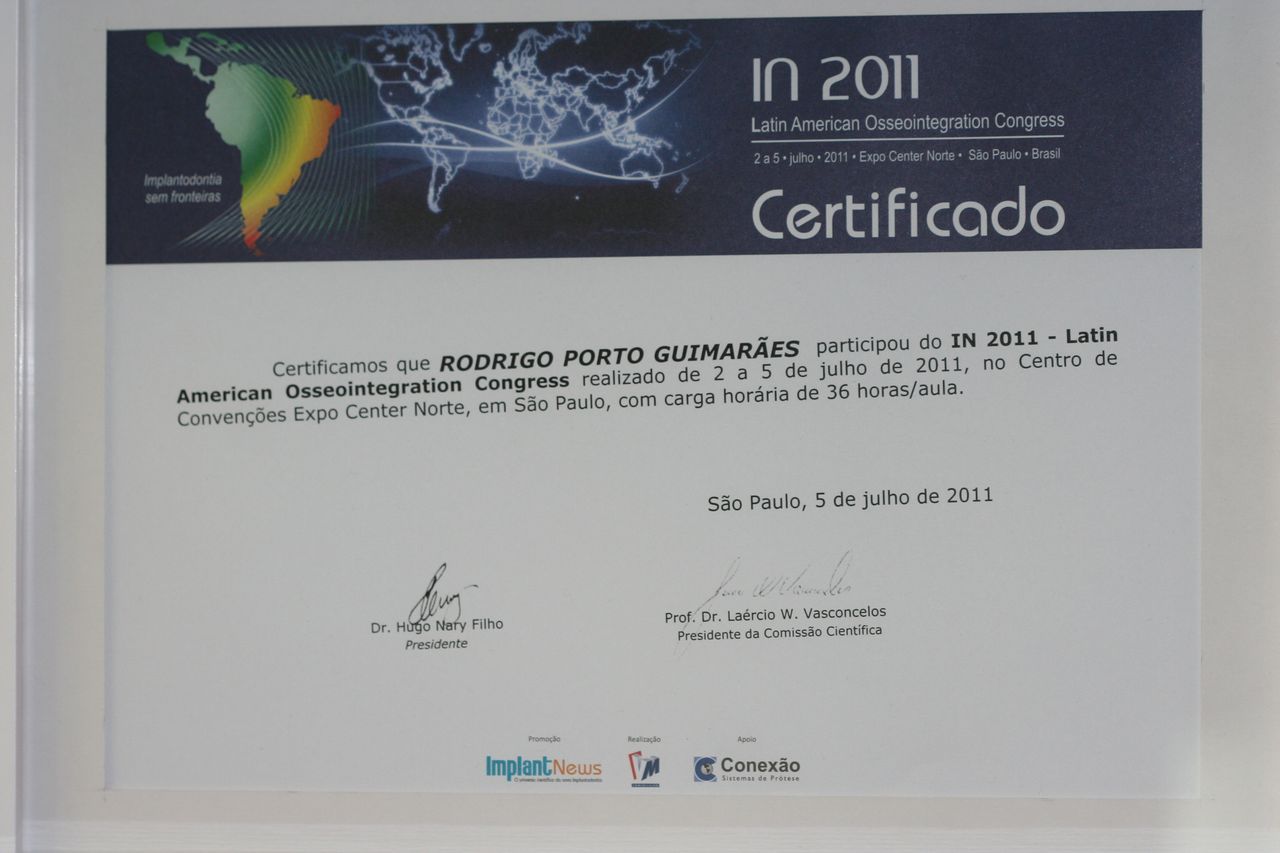 IN 2011
Latin American Osseointegration Congress
2 a 5 • julho • 2011 • Expo Center Norte • São Paulo • Brasil
Implantodontia
sem fronteiras
Certificado
Certificamos que RODRIGO PORTO GUIMARÃES participou do IN 2011 - Latin
American Osseointegration Congress realizado de 2 a 5 de julho de 2011, no Centro de
Convenções Expo Center Norte, em São Paulo, com carga horária de 36 horas/aula.
São Paulo, 5 de julho de 2011
Dr. Hugo Nary Filho
Presidente
Prof. Dr. Laércio W. Vasconcelos
Presidente da Comissão Científica
Promoção
ImplantNews
Realização
VM
Apoio
Conexão
Sistemas de Prótese